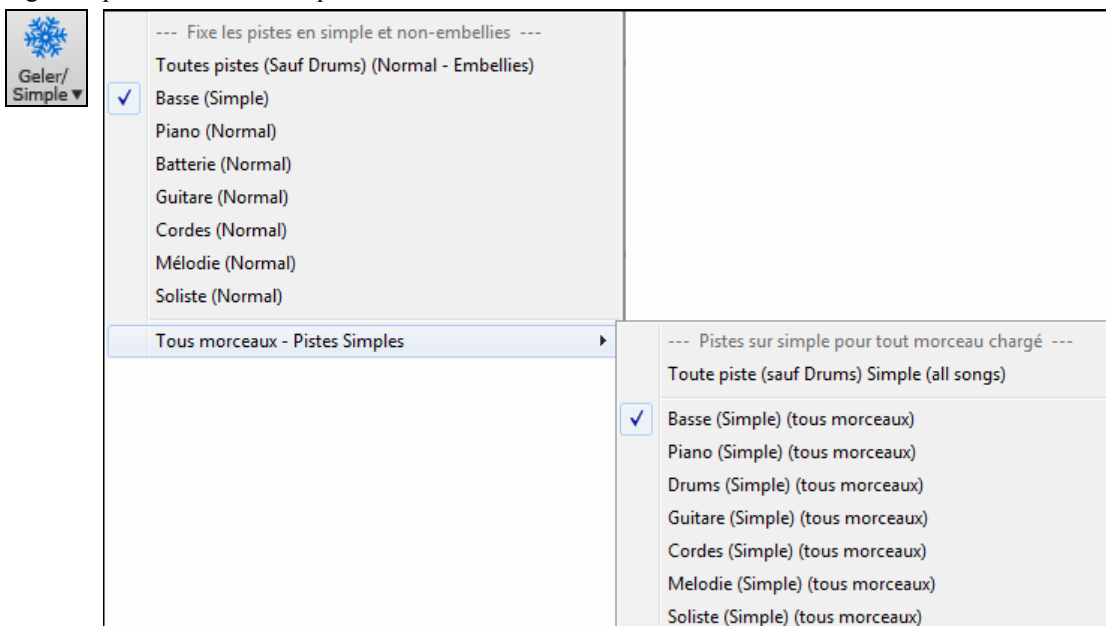 Geler/
Simple ▼
--- Fixe les pistes en simple et non-embellies ---
Toutes pistes (Sauf Drums) (Normal - Embellies)
Basse (Simple)
Piano (Normal)
Batterie (Normal)
Guitare (Normal)
Cordes (Normal)
Mélodie (Normal)
Soliste (Normal)
Tous morceaux - Pistes Simples
--- Pistes sur simple pour tout morceau chargé ---
Toute piste (sauf Drums) Simple (all songs)
Basse (Simple) (tous morceaux)
Piano (Simple) (tous morceaux)
Drums (Simple) (tous morceaux)
Guitare (Simple) (tous morceaux)
Cordes (Simple) (tous morceaux)
Melodie (Simple) (tous morceaux)
Soliste (Simple) (tous morceaux)